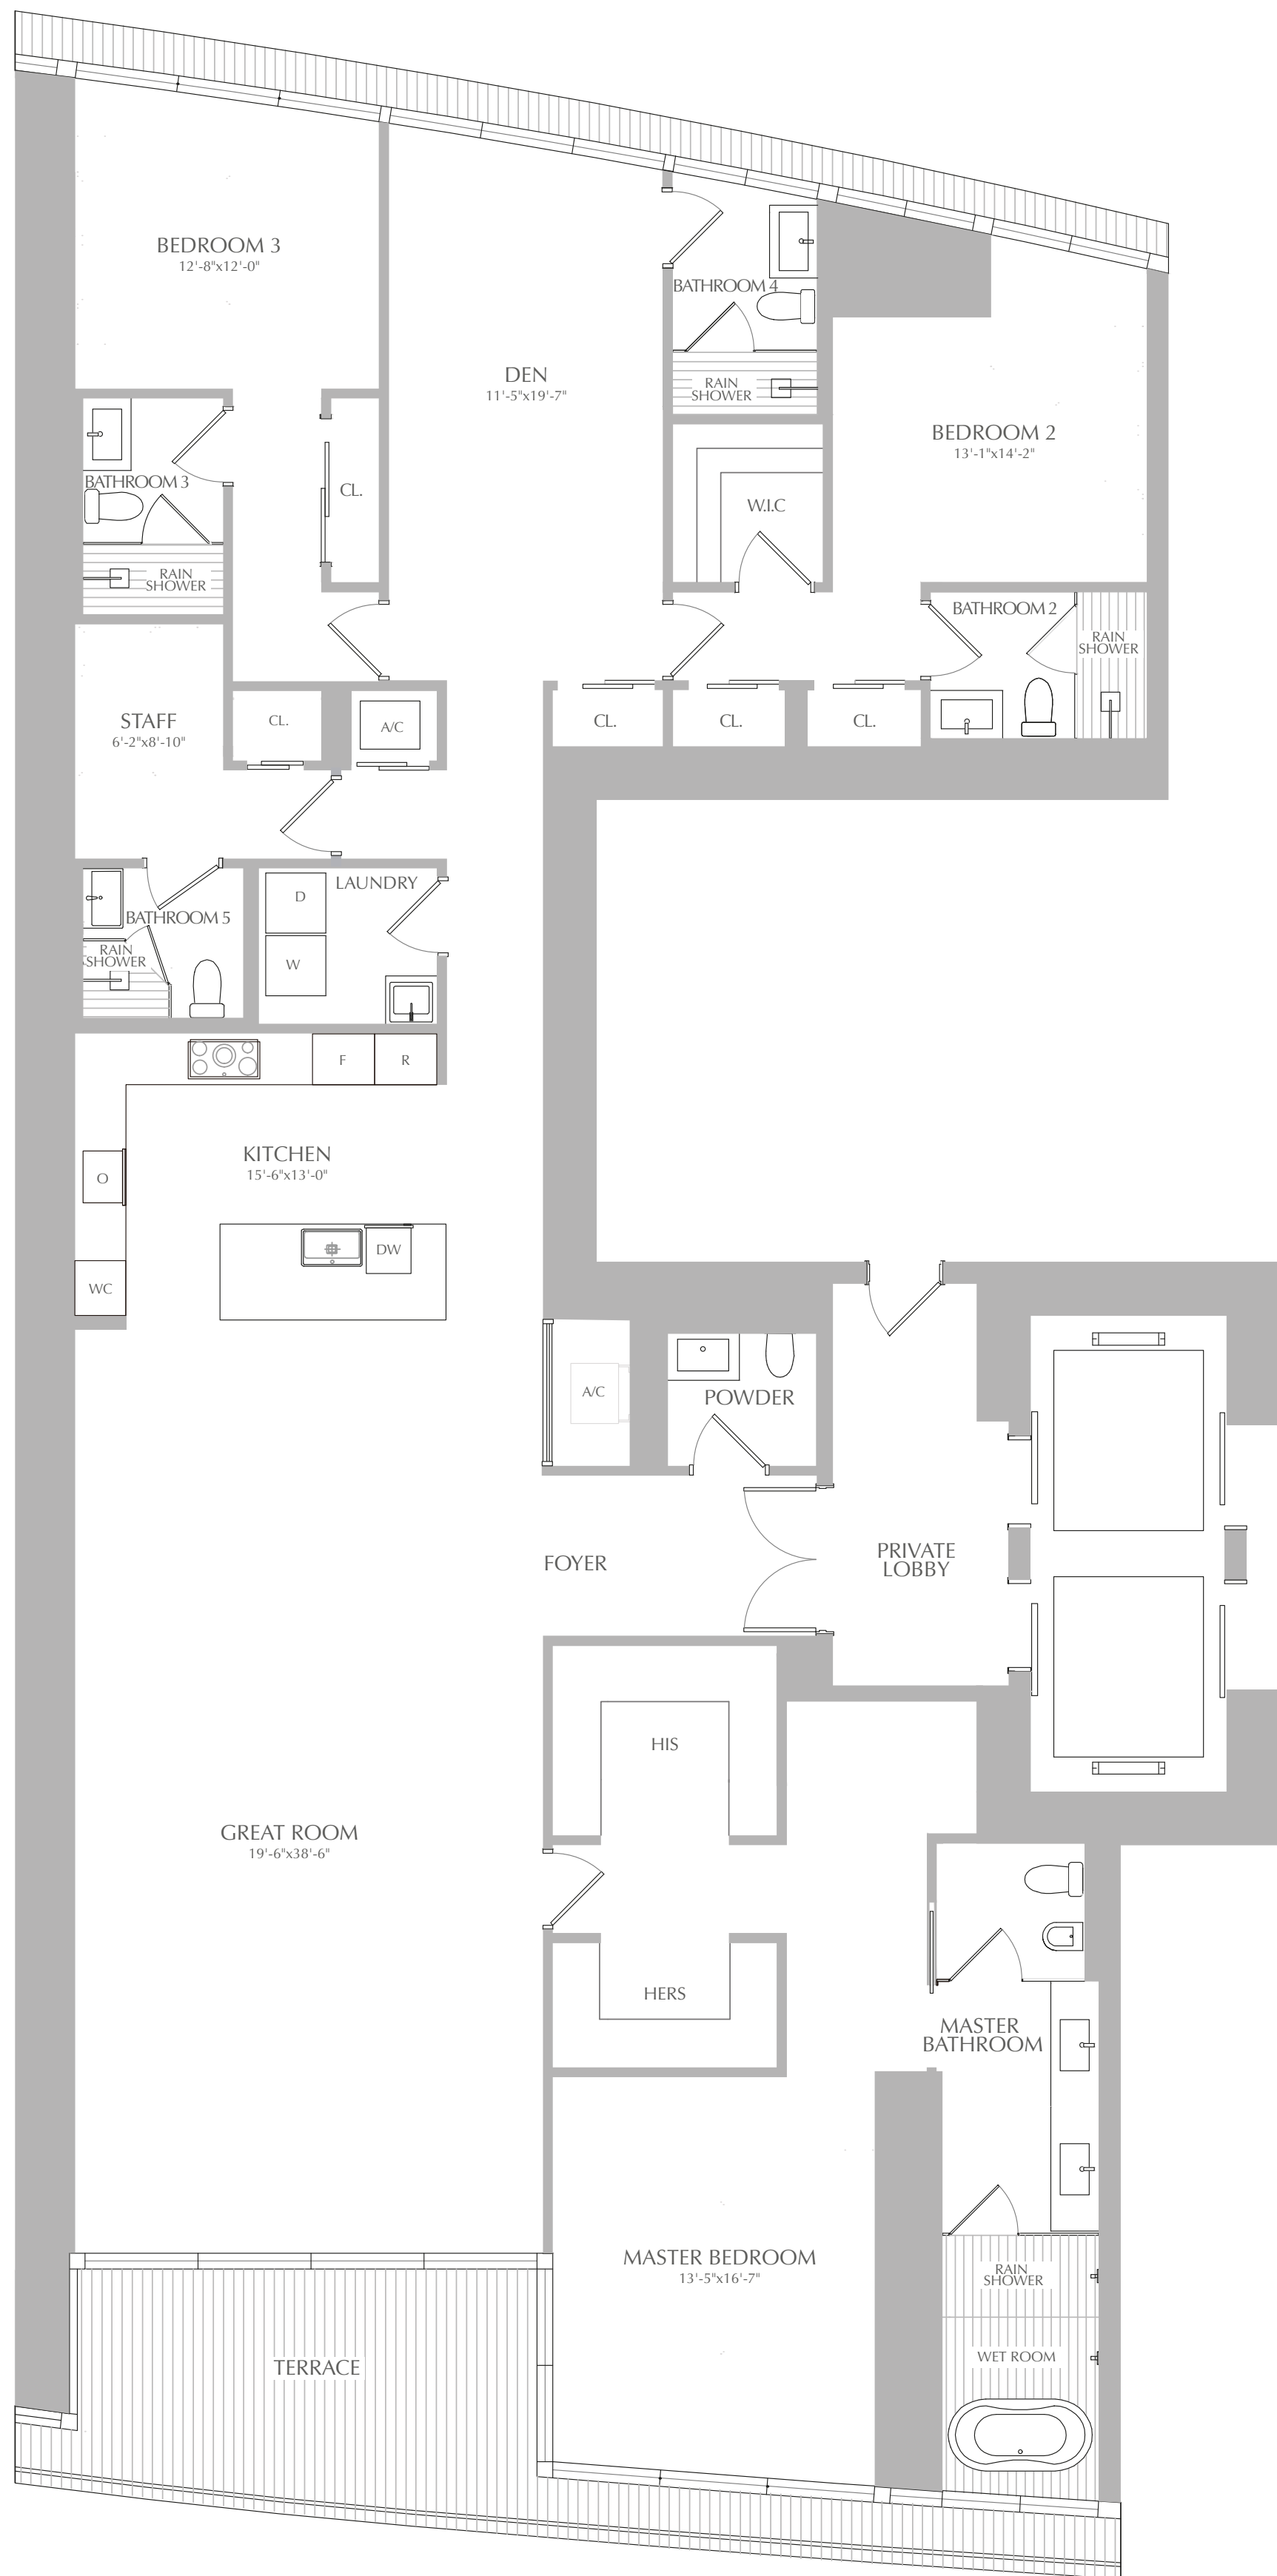 BEDROOM 3
12'-8"x12'-0"
BATHROOM 4
DEN
11'-5"x19'-7"
RAIN
SHOWER
BEDROOM 2
13'-1"x14'-2"
BATHROOM 3
CL.
W.I.C
RAIN
SHOWER
BATHROOM 2
RAIN
SHOWER
STAFF
6'-2"x8'-10"
CL.
A/C
CL.
CL.
CL.
LAUNDRY
D
BATHROOM 5
RAIN
SHOWER
W
F
R
KITCHEN
15'-6"x13'-0"
O
DW
WC
A/C
POWDER
FOYER
PRIVATE
LOBBY
HIS
GREAT ROOM
19'-6"x38'-6"
HERS
MASTER
BATHROOM
MASTER BEDROOM
13'-5"x16'-7"
RAIN
SHOWER
WET ROOM
TERRACE